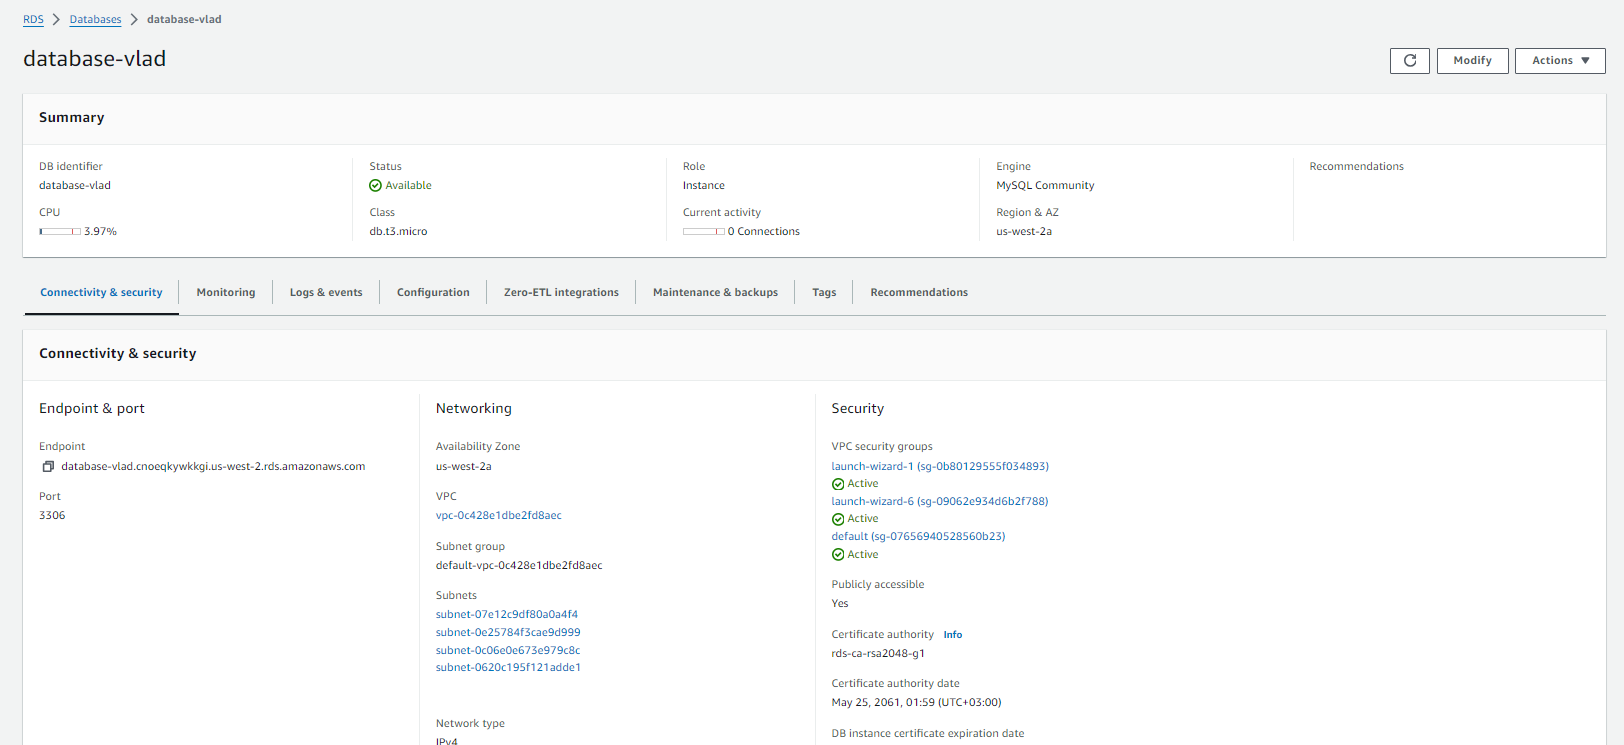 RDS > Databases > database-vlad
database-vlad
Modify
Actions ▼
Summary
DB identifier
database-vlad
CPU
3.97%
Status
Available
Class
db.t3.micro
Role
Instance
Current activity
0 Connections
Engine
MySQL Community
Region & AZ
us-west-2a
Recommendations
Connectivity & security
Monitoring
Logs & events
Configuration
Zero-ETL integrations
Maintenance & backups
Tags
Recommendations
Connectivity & security
Endpoint & port
Endpoint
database-vlad.cnoeqkywkkgi.us-west-2.rds.amazonaws.com
Port
3306
Networking
Availability Zone
us-west-2a
VPC
vpc-0c428e1dbe2fd8aec
Subnet group
default-vpc-0c428e1dbe2fd8aec
Subnets
subnet-07e12c9df80a0a4f4
subnet-0e25784f3cae9d999
subnet-0c06e0e673e979c8c
subnet-0620c195f121adde1
Network type
IPv4
Security
VPC security groups
launch-wizard-1 (sg-0b80129555f034893)
Active
launch-wizard-6 (sg-09062e934d6b2f788)
Active
default (sg-07656940528560b23)
Active
Publicly accessible
Yes
Certificate authority Info
rds-ca-rsa2048-g1
Certificate authority date
May 25, 2061, 01:59 (UTC+03:00)
DB instance certificate expiration date